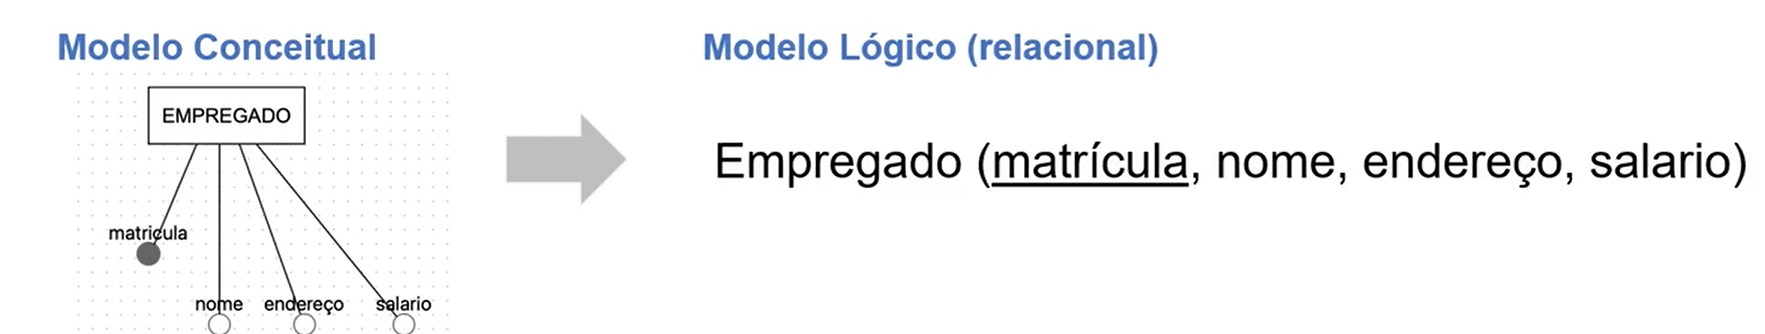 Modelo Conceitual
EMPREGADO
matricula
nome
endereço
salario
Modelo Lógico (relacional)
Empregado (matrícula, nome, endereço, salario)